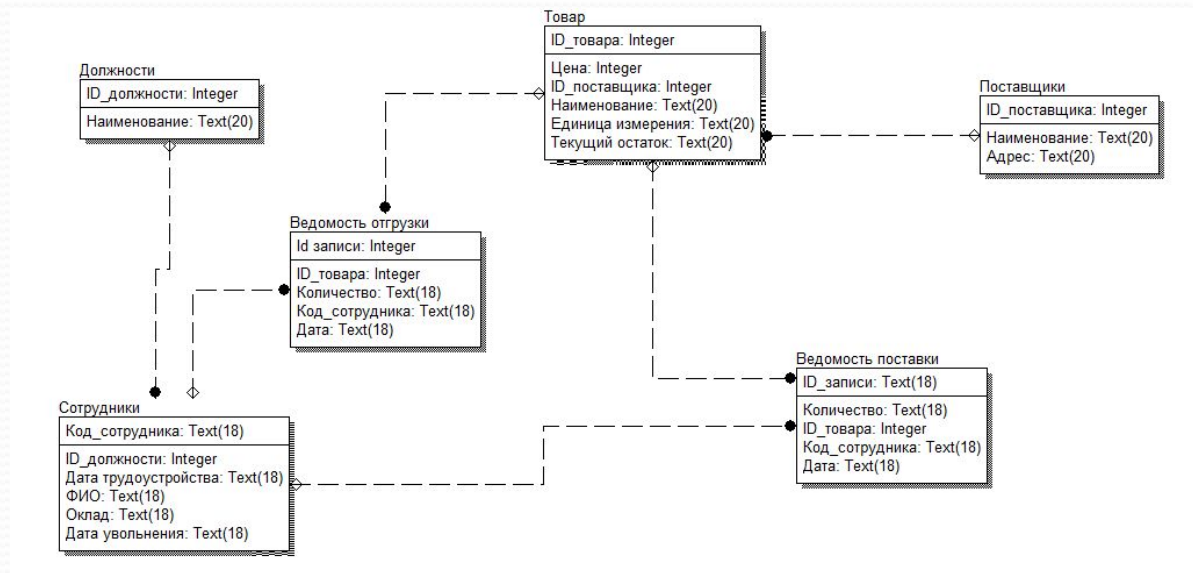 Товар
ID_товара: Integer
Цена: Integer
ID_поставщика: Integer
Наименование: Text(20)
Единица измерения: Text(20)
Текущий остаток: Text(20)
Должности
ID_должности: Integer
Наименование: Text(20)
Поставщики
ID_поставщика: Integer
Наименование: Text(20)
Адрес: Text(20)
Ведомость отгрузки
Id записи: Integer
ID_товара: Integer
Количество: Text(18)
Код_сотрудника: Text(18)
Дата: Text(18)
Ведомость поставки
ID_записи: Text(18)
Количество: Text(18)
ID_товара: Integer
Код_сотрудника: Text(18)
Дата: Text(18)
Сотрудники
Код_сотрудника: Text(18)
ID_должности: Integer
Дата трудоустройства: Text(18)
ФИО: Text(18)
Оклад: Text(18)
Дата увольнения: Text(18)